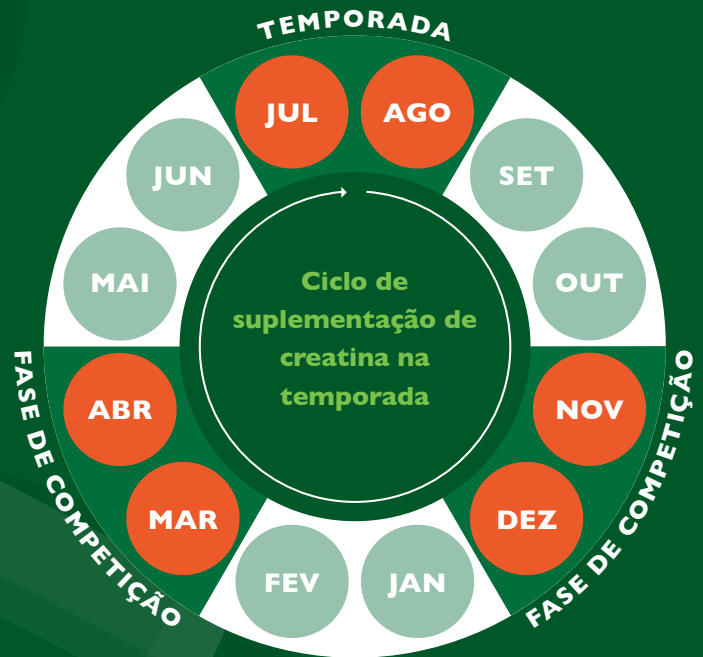 TEMPORADA
JUL
AGO
SET
OUT
NOV
DEZ
JAN
FEV
MAR
ABR
MAI
JUN
FASE DE COMPETIÇÃO
FASE DE COMPETIÇÃO
Ciclo de
suplementação de
creatina na
temporada